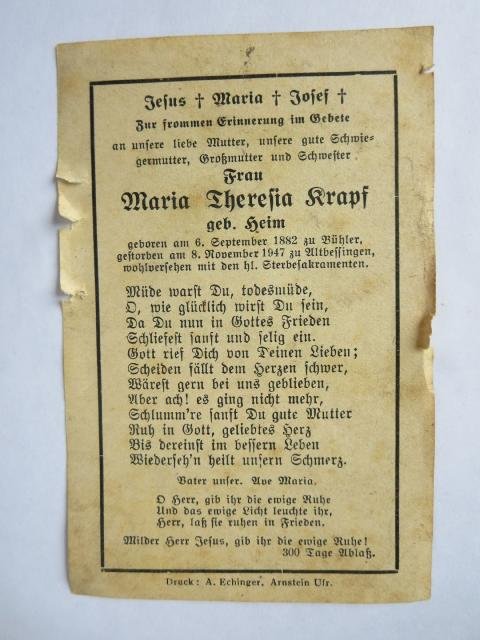 Jesus † Maria † Josef †
Zur frommen Erinnerung im Gebete
an unsere liebe Mutter, unsere gute Schwie-
germutter, Großmutter und Schwester
Frau
Maria Theresia Krapf
geb. Heim
geboren am 6. September 1882 zu Bühler,
gestorben am 8. November 1947 zu Altbessingen,
wohlversehen mit den hl. Sterbesakramenten.
Müde warst Du, todesmüde,
O, wie glücklich wirst Du sein,
Da Du nun in Gottes Frieden
Schliefest sanft und selig ein.
Gott rief Dich von Deinen Lieben;
Scheiden fällt dem Herzen schwer,
Wärest gern bei uns geblieben,
Aber ach! es ging nicht mehr,
Schlumm're sanft Du gute Mutter
Ruh in Gott, geliebtes Herz
Bis dereinst im bessern Leben
Wiederseh'n heilt unsern Schmerz.
Vater unser. Ave Maria.
O Herr, gib ihr die ewige Ruhe
Und das ewige Licht leuchte ihr,
Herr, laß sie ruhen in Frieden.
Milder Herr Jesus, gib ihr die ewige Ruhe!
300 Tage Ablaß.
Druck: A. Echinger, Arnstein Ufr.